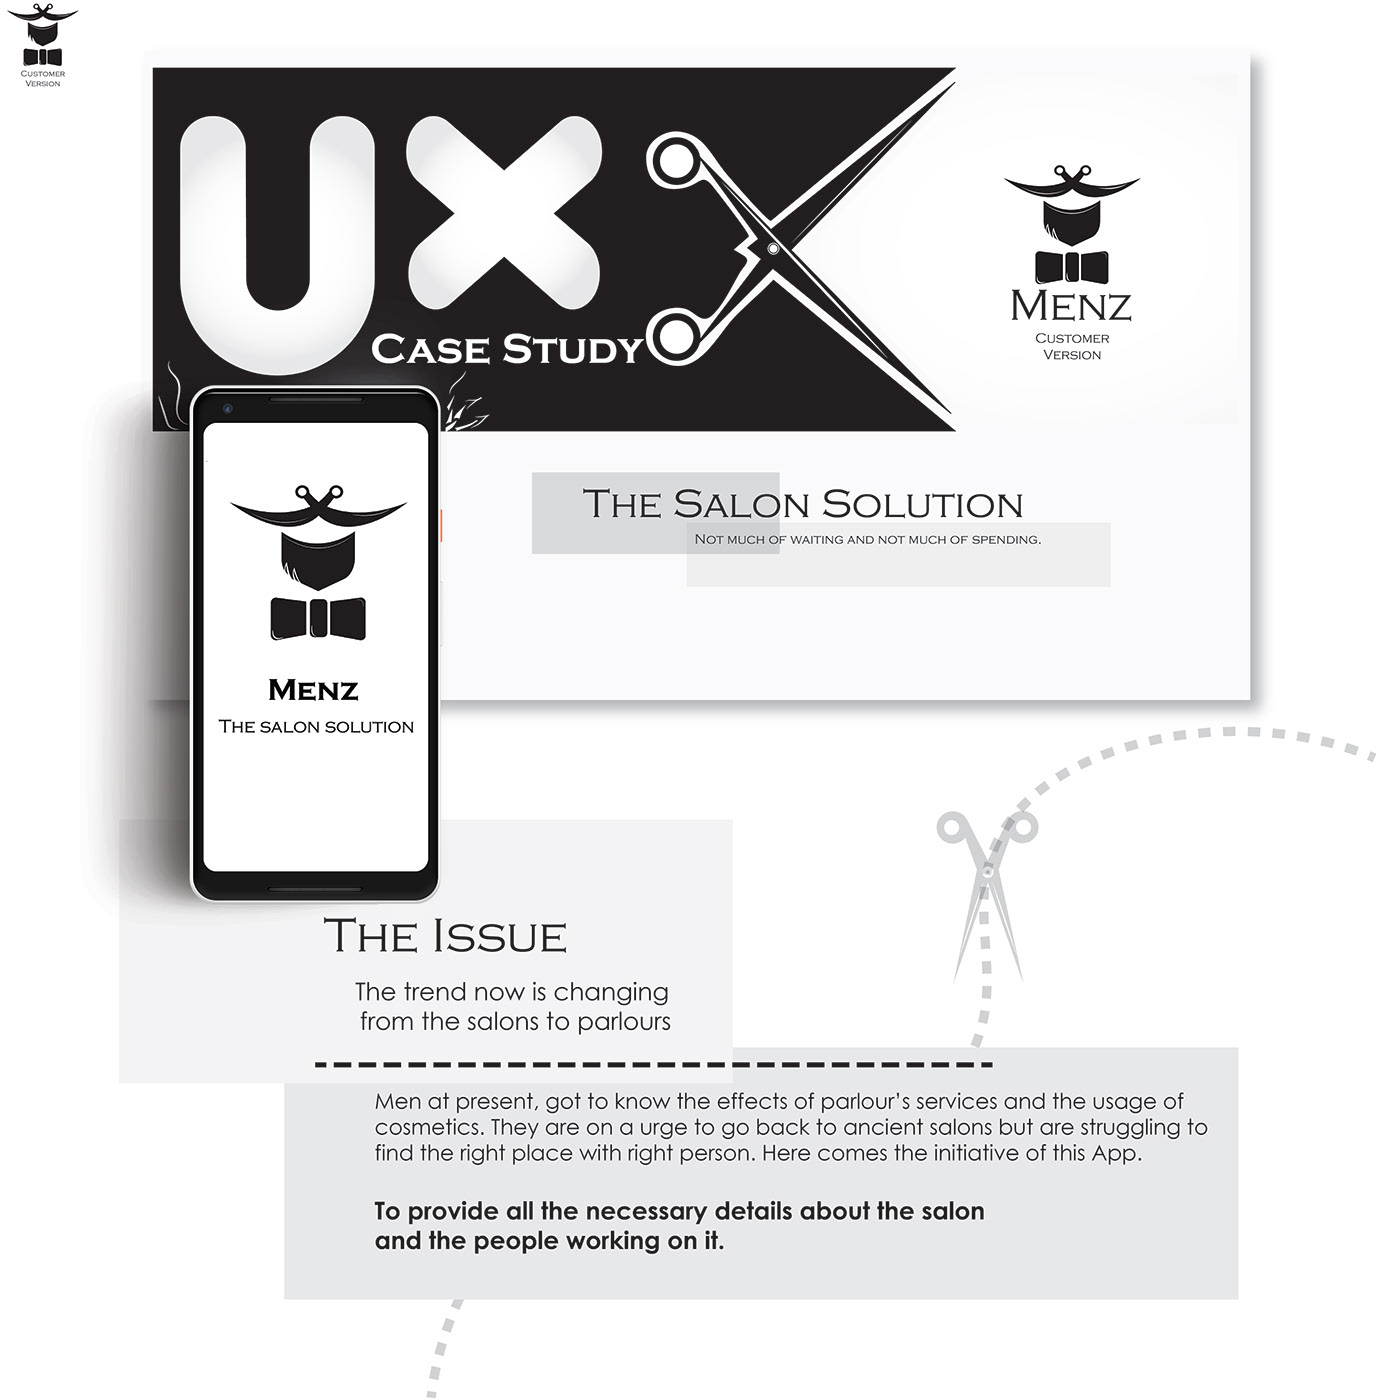 Customer
Version
UX
Case Study
Menz
Customer
Version
The Salon Solution
Not much of waiting and not much of spending.
Menz
The salon solution
The Issue
The trend now is changing
from the salons to parlours
Men at present, got to know the effects of parlour’s services and the usage of
cosmetics. They are on a urge to go back to ancient salons but are struggling to
find the right place with right person. Here comes the initiative of this App.
To provide all the necessary details about the salon
and the people working on it.